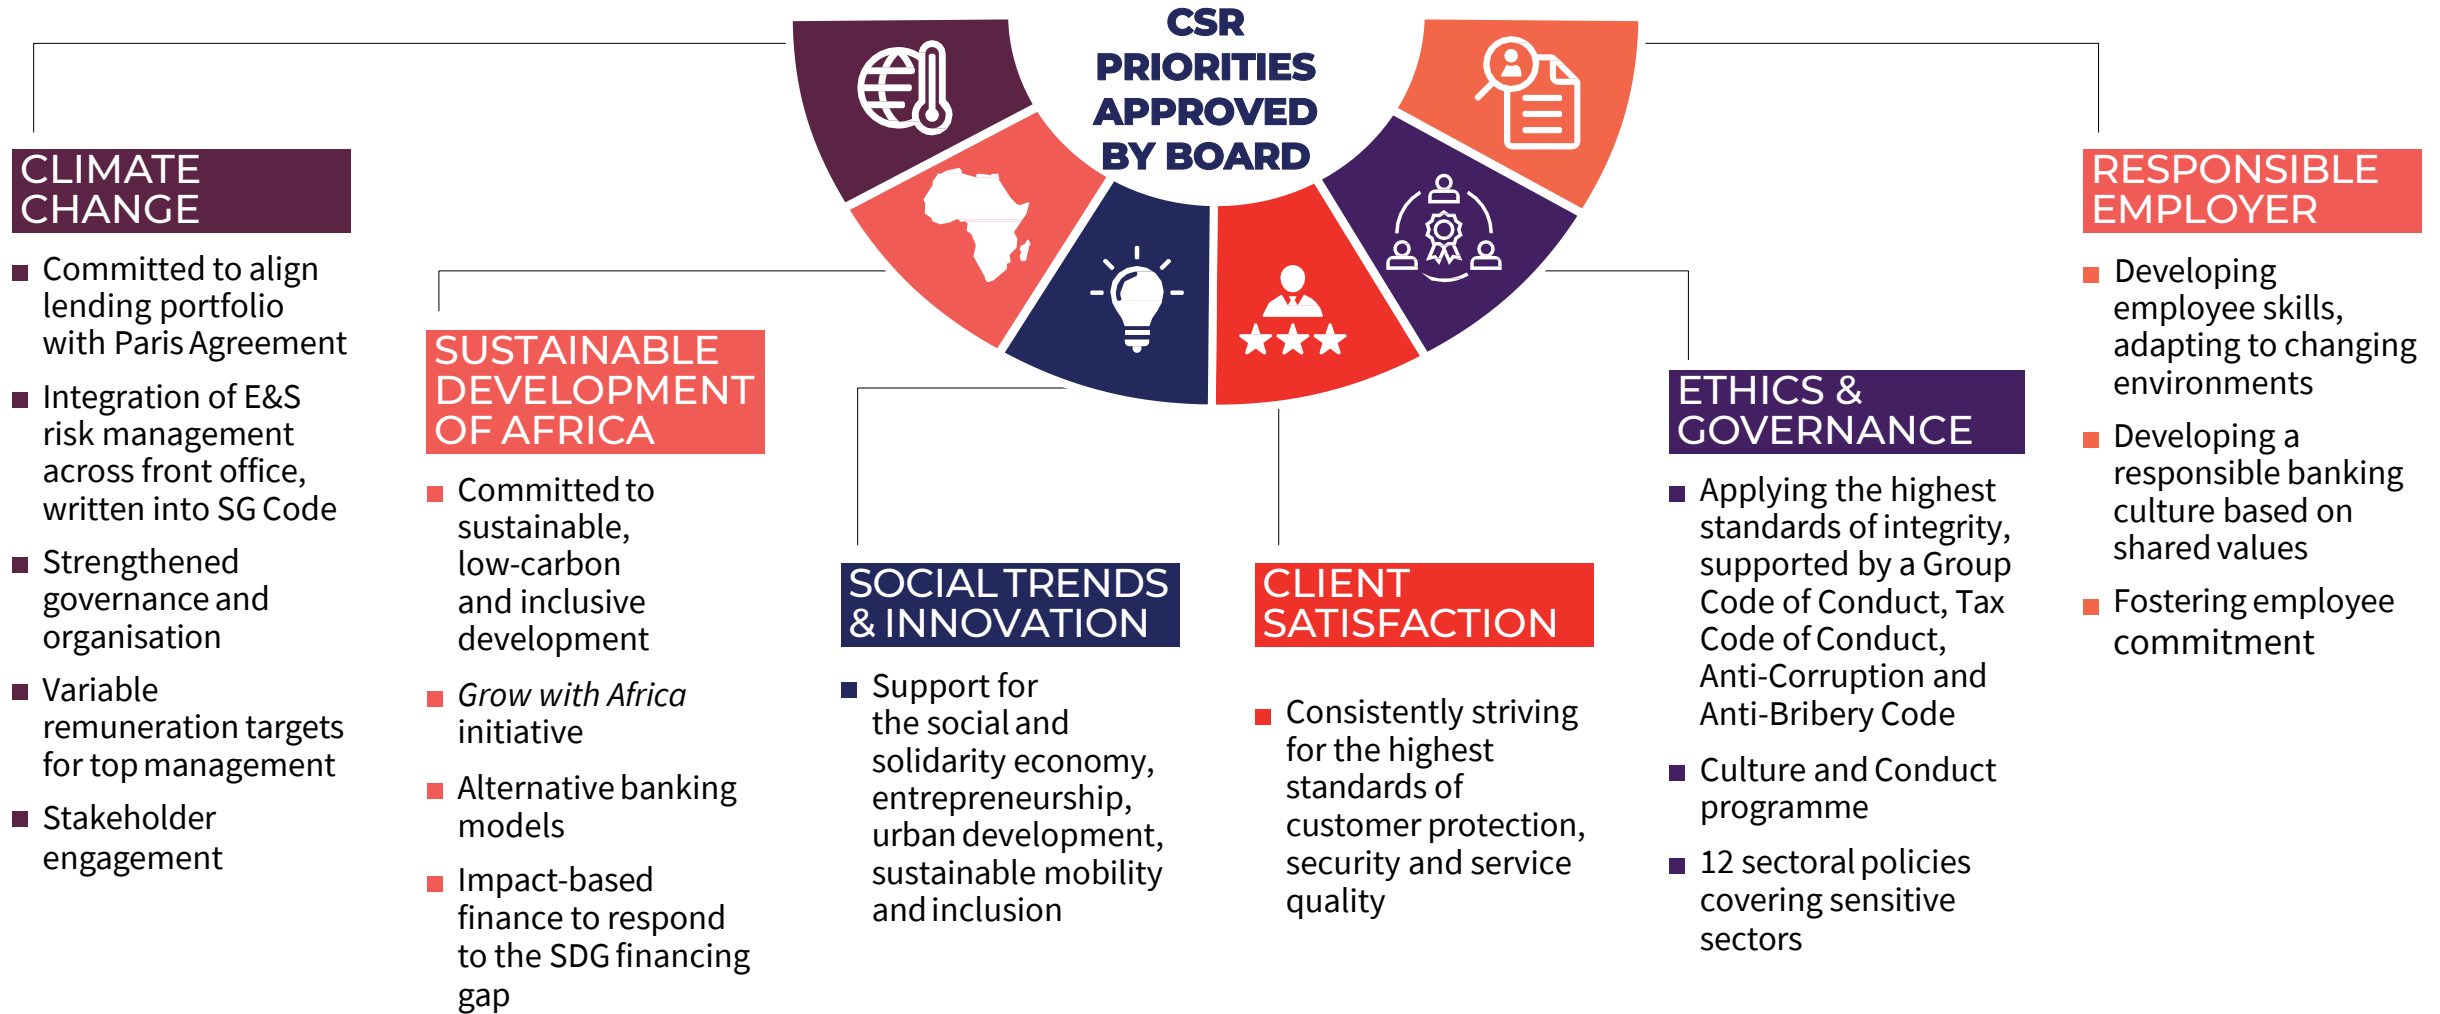 CSR
PRIORITIES
APPROVED
BY BOARD
CLIMATE
CHANGE
Committed to align
lending portfolio
with Paris Agreement
Integration of E&S
risk management
across front office,
written into SG Code
Strengthened
governance and
organisation
Variable
remuneration targets
for top management
Stakeholder
engagement
SUSTAINABLE
DEVELOPMENT
OF AFRICA
Committed to
sustainable,
low-carbon
and inclusive
development
Grow with Africa
initiative
Alternative banking
models
Impact-based
finance to respond
to the SDG financing
gap
SOCIAL TRENDS
& INNOVATION
Support for
the social and
solidarity economy,
entrepreneurship,
urban development,
sustainable mobility
and inclusion
CLIENT
SATISFACTION
Consistently striving
for the highest
standards of
customer protection,
security and service
quality
ETHICS &
GOVERNANCE
Applying the highest
standards of integrity,
supported by a Group
Code of Conduct, Tax
Code of Conduct,
Anti-Corruption and
Anti-Bribery Code
Culture and Conduct
programme
12 sectoral policies
covering sensitive
sectors
RESPONSIBLE
EMPLOYER
Developing
employee skills,
adapting to changing
environments
Developing a
responsible banking
culture based on
shared values
Fostering employee
commitment